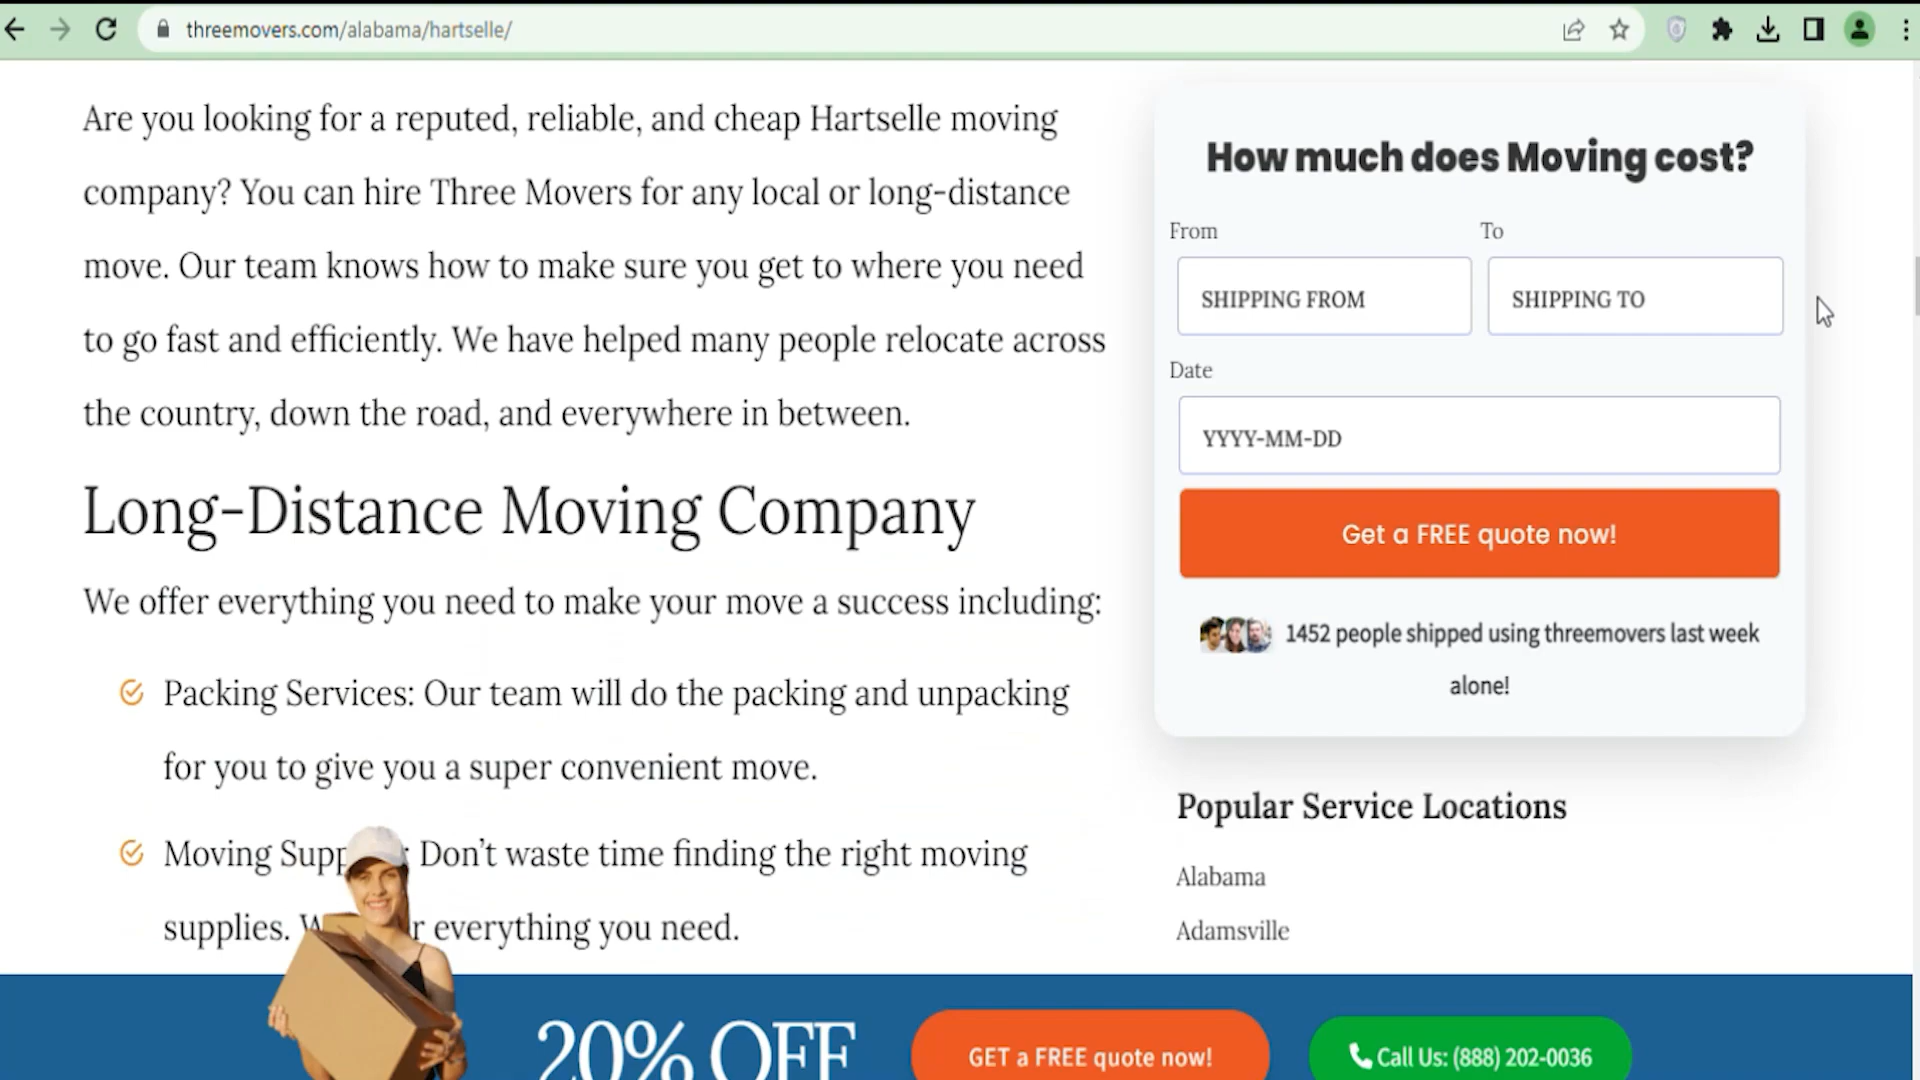 threemovers.com/alabama/hartselle/
Are you looking for a reputed, reliable, and cheap Hartselle moving
company? You can hire Three Movers for any local or long-distance
move. Our team knows how to make sure you get to where you need
to go fast and efficiently. We have helped many people relocate across
the country, down the road, and everywhere in between.
Long-Distance Moving Company
We offer everything you need to make your move a success including:
Packing Services: Our team will do the packing and unpacking
for you to give you a super convenient move.
Moving Supp Don't waste time finding the right moving
supplies. W r everything you need.
How much does Moving cost?
From To
SHIPPING FROM SHIPPING TO
Date
YYYY-MM-DD
Get a FREE quote now!
1452 people shipped using threemovers last week
alone!
Popular Service Locations
Alabama
Adamsville
20% OFF
GET a FREE quote now!
Call Us: (888) 202-0036